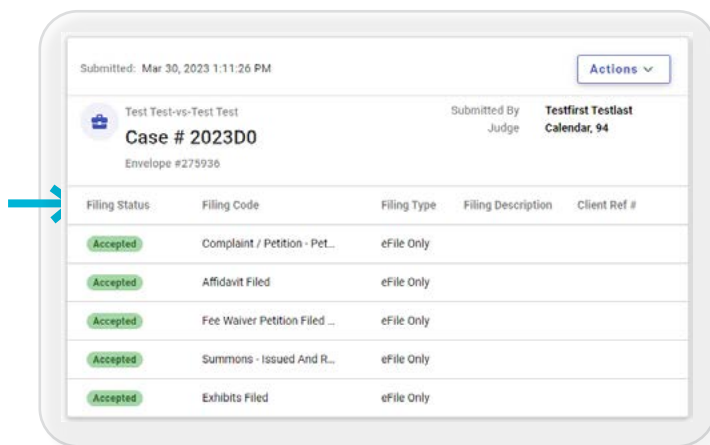 Submitted: Mar 30, 2023 1:11:26 PM
Actions
Test Test-vs-Test Test
Case # 2023D0
Envelope #275936
Submitted By Testfirst Testlast
Judge Calendar, 94
Filing Status Filing Code Filing Type Filing Description Client Ref #
Accepted Complaint / Petition - Pet... eFile Only
Accepted Affidavit Filed eFile Only
Accepted Fee Waiver Petition Filed ... eFile Only
Accepted Summons - Issued And R... eFile Only
Accepted Exhibits Filed eFile Only